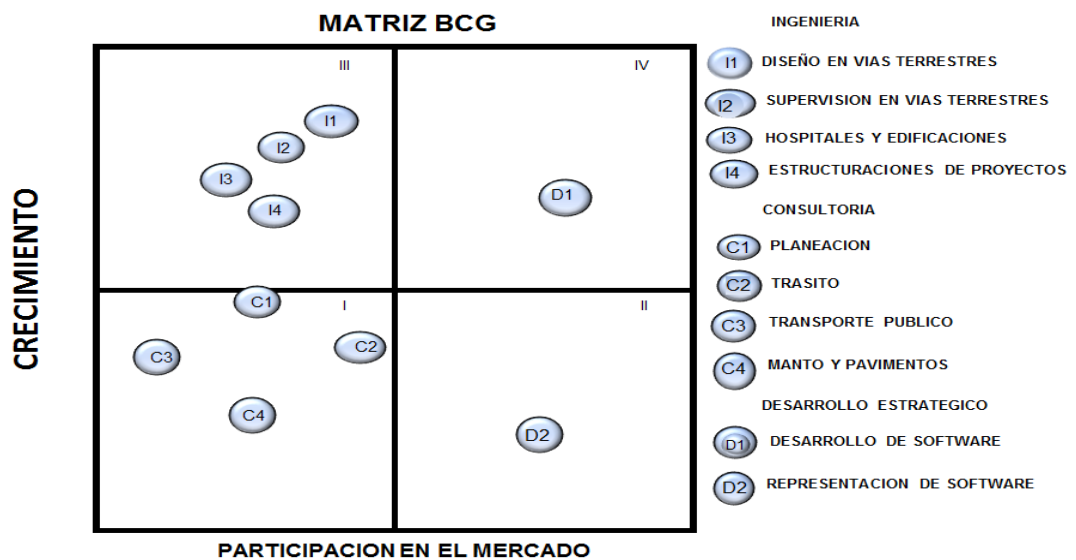 MATRIZ BCG
CRECIMIENTO
III
IV
I1
I2
I3
I4
D1
I
II
C1
C2
C3
C4
D2
PARTICIPACION EN EL MERCADO
INGENIERIA
I1 DISEÑO EN VIAS TERRESTRES
I2 SUPERVISION EN VIAS TERRESTRES
I3 HOSPITALES Y EDIFICACIONES
I4 ESTRUCTURACIONES DE PROYECTOS
CONSULTORIA
C1 PLANEACION
C2 TRASITO
C3 TRANSPORTE PUBLICO
C4 MANTO Y PAVIMENTOS
DESARROLLO ESTRATEGICO
D1 DESARROLLO DE SOFTWARE
D2 REPRESENTACION DE SOFTWARE